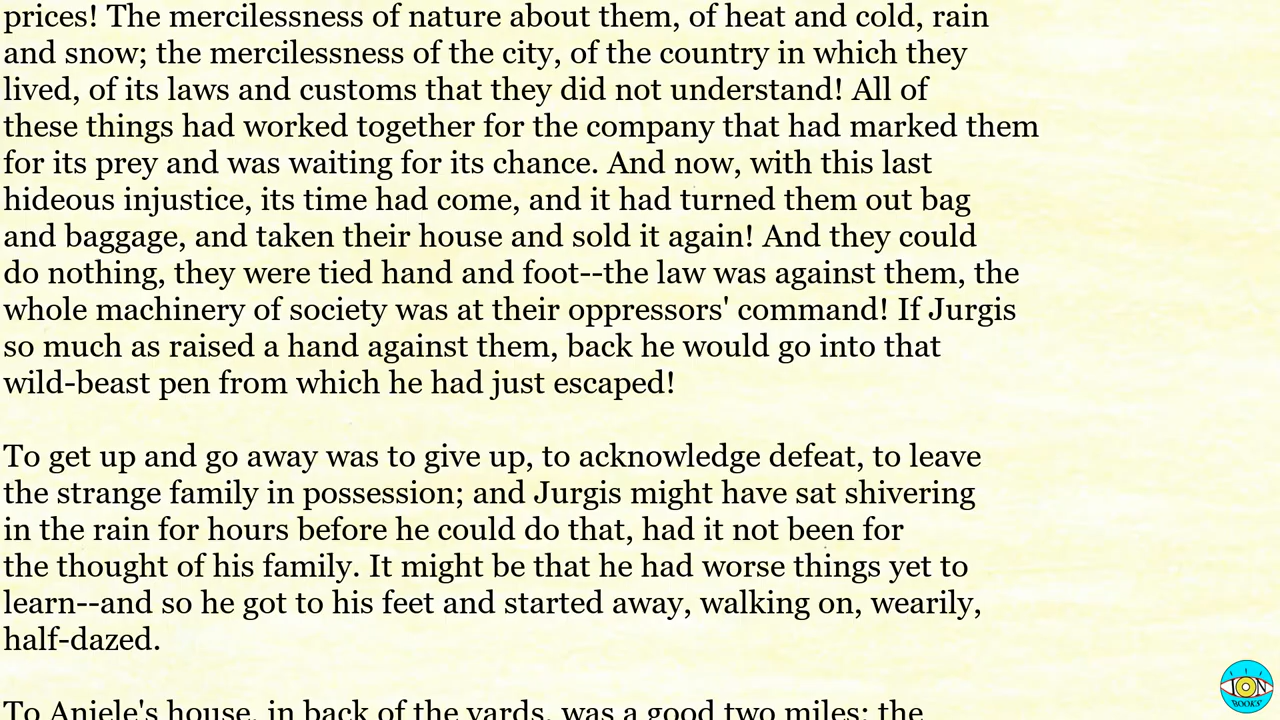 prices! The mercilessness of nature about them, of heat and cold, rain
and snow; the mercilessness of the city, of the country in which they
lived, of its laws and customs that they did not understand! All of
these things had worked together for the company that had marked them
for its prey and was waiting for its chance. And now, with this last
hideous injustice, its time had come, and it had turned them out bag
and baggage, and taken their house and sold it again! And they could
do nothing, they were tied hand and foot--the law was against them, the
whole machinery of society was at their oppressors' command! If Jurgis
so much as raised a hand against them, back he would go into that
wild-beast pen from which he had just escaped!
To get up and go away was to give up, to acknowledge defeat, to leave
the strange family in possession; and Jurgis might have sat shivering
in the rain for hours before he could do that, had it not been for
the thought of his family. It might be that he had worse things yet to
learn--and so he got to his feet and started away, walking on, wearily,
half-dazed.
To Aniele's house, in back of the yards, was a good two miles; the
ION
BOOKS